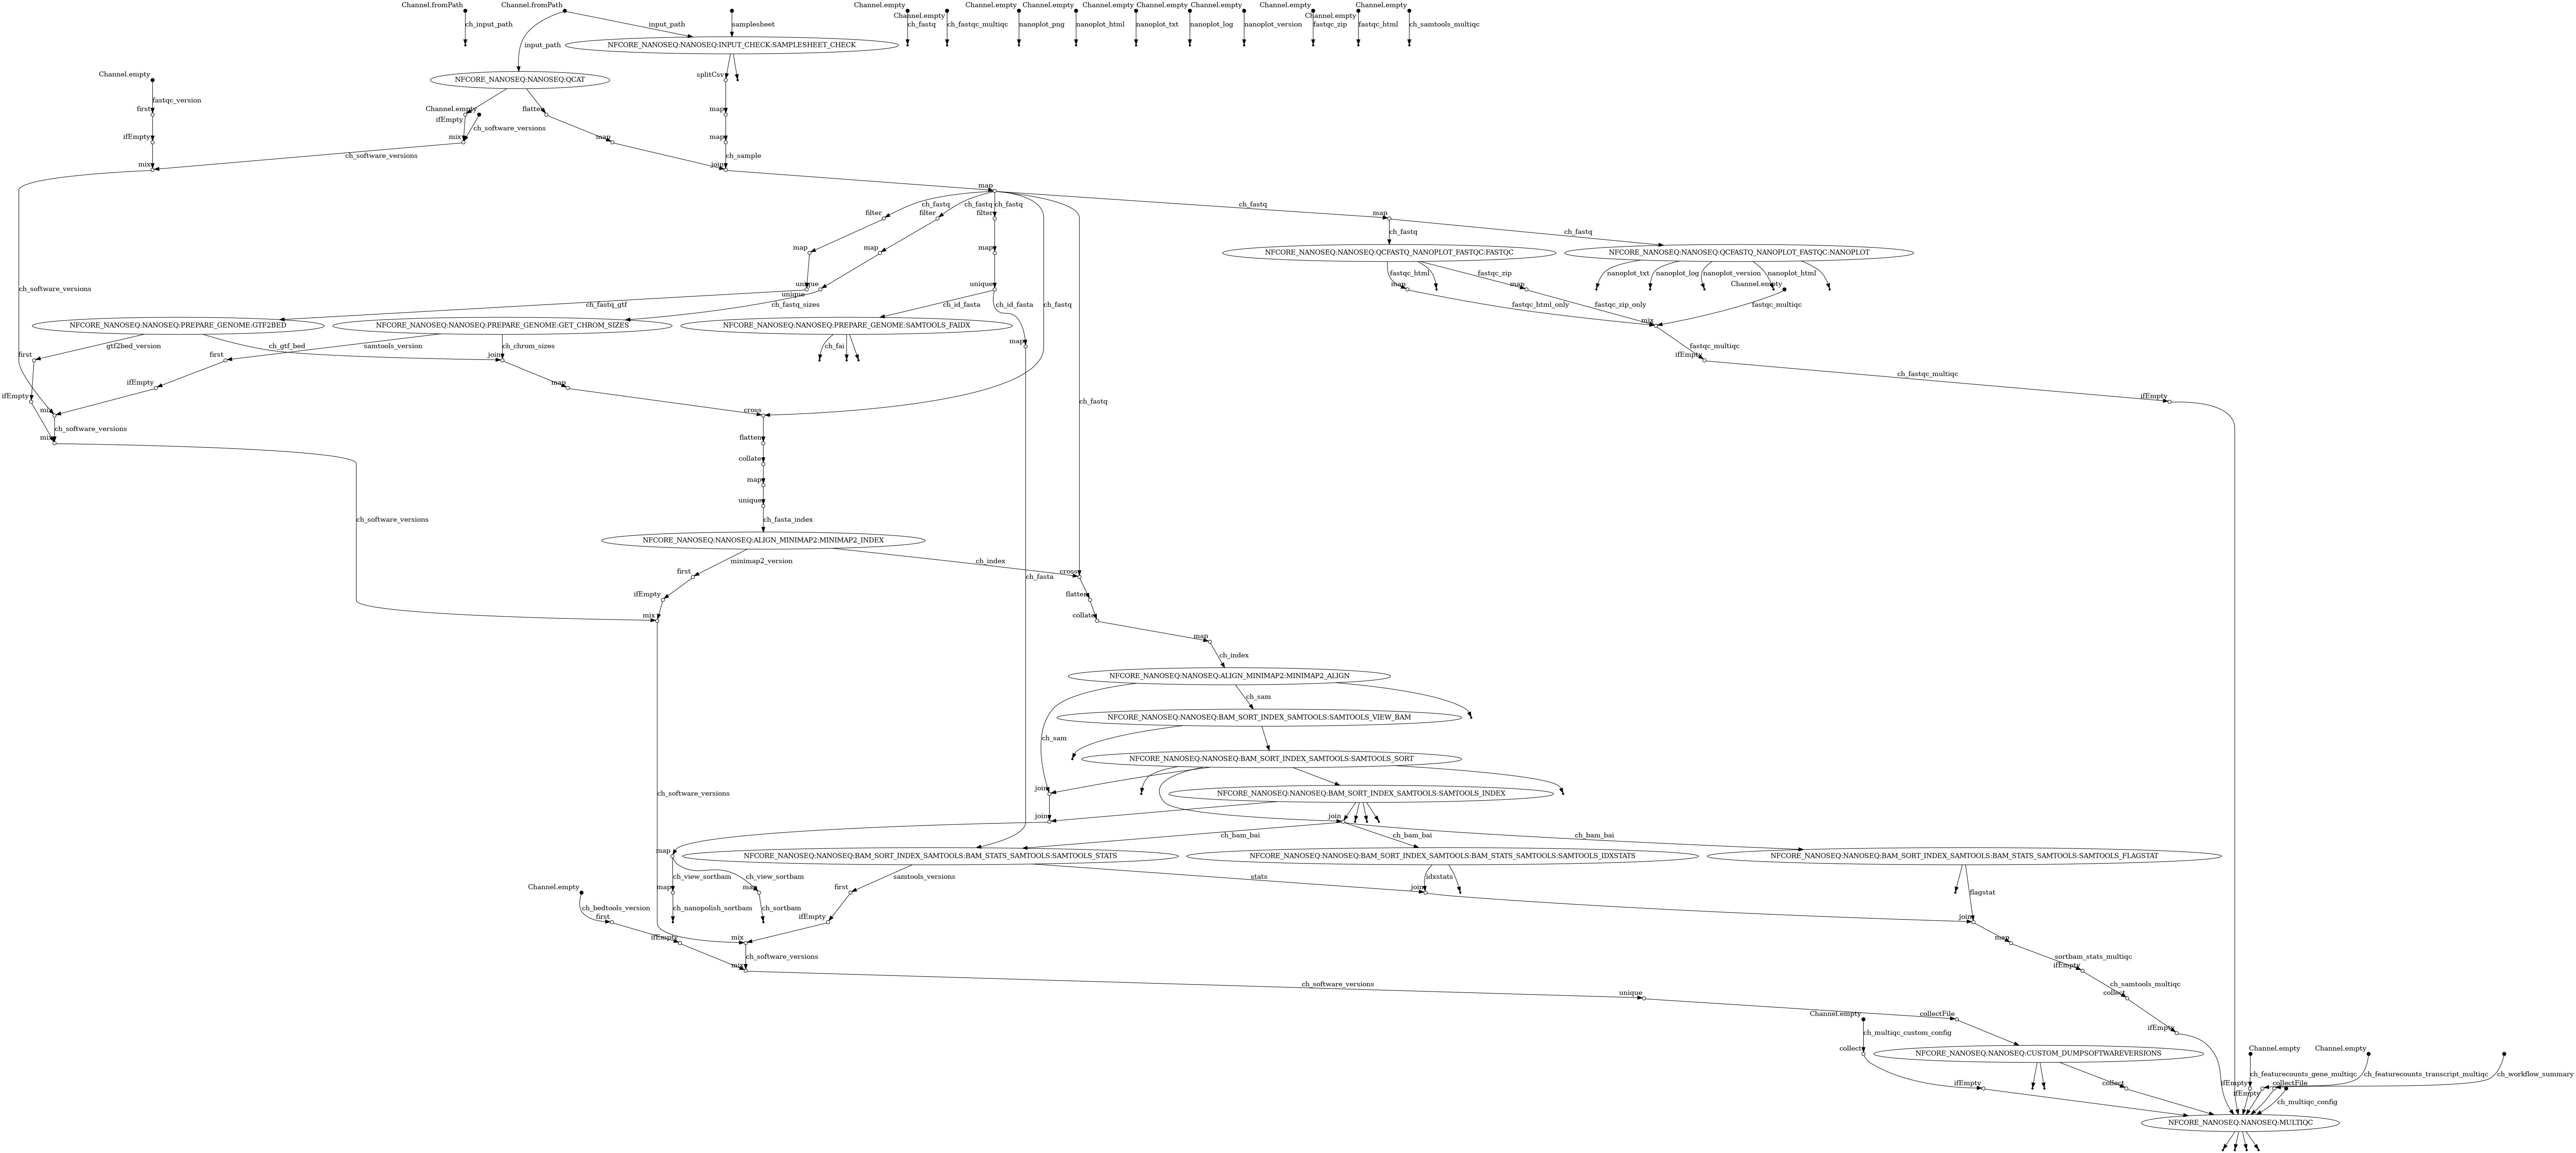 Channel.fromPath
Channel.fromPath
Channel.empty
Channel.empty
Channel.empty
Channel.empty
Channel.empty
Channel.empty
Channel.empty
Channel.empty
Channel.empty
Channel.empty
ch_input_path
input_path
samplesheet
ch_fastq
ch_fastqc_multiqc
nanoplot_png
nanoplot_html
nanoplot_txt
nanoplot_log
nanoplot_version
fastqc_zip
fastqc_html
ch_samtools_multiqc
input_path
NFCORE_NANOSEQ:NANOSEQ:INPUT_CHECK:SAMPLESHEET_CHECK
Channel.empty
NFCORE_NANOSEQ:NANOSEQ:QCAT
splitCsv
fastqc_version
first
Channel.empty
ifEmpty
flatten
map
ch_software_versions
ifEmpty
mix
map
map
ch_software_versions
ch_sample
mix
join
map
ch_fastq
ch_fastq
ch_fastq
ch_fastq
filter
filter
filter
map
ch_fastq
ch_fastq
map
map
map
NFCORE_NANOSEQ:NANOSEQ:QCFASTQ_NANOPLOT_FASTQC:FASTQC
NFCORE_NANOSEQ:NANOSEQ:QCFASTQ_NANOPLOT_FASTQC:NANOPLOT
fastqc_html
fastqc_zip
nanoplot_txt
nanoplot_log
nanoplot_version
nanoplot_html
ch_software_versions
unique
unique
unique
map
map
Channel.empty
ch_fastq_gtf
ch_fastq_sizes
ch_id_fasta
ch_id_fasta
ch_fastq
fastqc_html_only
fastqc_zip_only
fastqc_multiqc
NFCORE_NANOSEQ:NANOSEQ:PREPARE_GENOME:GTF2BED
NFCORE_NANOSEQ:NANOSEQ:PREPARE_GENOME:GET_CHROM_SIZES
NFCORE_NANOSEQ:NANOSEQ:PREPARE_GENOME:SAMTOOLS_FAIDX
map
mix
gtf2bed_version
ch_gtf_bed
samtools_version
ch_chrom_sizes
ch_fai
fastqc_multiqc
first
first
join
ifEmpty
ch_fastqc_multiqc
ifEmpty
map
ifEmpty
ch_fastq
ifEmpty
mix
cross
ch_software_versions
mix
flatten
collate
map
unique
ch_software_versions
ch_fasta_index
NFCORE_NANOSEQ:NANOSEQ:ALIGN_MINIMAP2:MINIMAP2_INDEX
minimap2_version
ch_index
first
cross
ch_fasta
ifEmpty
flatten
mix
collate
map
ch_index
NFCORE_NANOSEQ:NANOSEQ:ALIGN_MINIMAP2:MINIMAP2_ALIGN
ch_sam
NFCORE_NANOSEQ:NANOSEQ:BAM_SORT_INDEX_SAMTOOLS:SAMTOOLS_VIEW_BAM
ch_sam
NFCORE_NANOSEQ:NANOSEQ:BAM_SORT_INDEX_SAMTOOLS:SAMTOOLS_SORT
join
ch_software_versions
NFCORE_NANOSEQ:NANOSEQ:BAM_SORT_INDEX_SAMTOOLS:SAMTOOLS_INDEX
join
join
ch_bam_bai
ch_bam_bai
ch_bam_bai
map
NFCORE_NANOSEQ:NANOSEQ:BAM_SORT_INDEX_SAMTOOLS:BAM_STATS_SAMTOOLS:SAMTOOLS_STATS
NFCORE_NANOSEQ:NANOSEQ:BAM_SORT_INDEX_SAMTOOLS:BAM_STATS_SAMTOOLS:SAMTOOLS_IDXSTATS
NFCORE_NANOSEQ:NANOSEQ:BAM_SORT_INDEX_SAMTOOLS:BAM_STATS_SAMTOOLS:SAMTOOLS_FLAGSTAT
ch_view_sortbam
ch_view_sortbam
samtools_versions
stats
idxstats
Channel.empty
map
map
first
join
flagstat
ch_bedtools_version
ch_nanopolish_sortbam
ch_sortbam
first
ifEmpty
join
ifEmpty
mix
map
ch_software_versions
sortbam_stats_multiqc
mix
ifEmpty
ch_software_versions
ch_samtools_multiqc
unique
collect
Channel.empty
collectFile
ch_multiqc_custom_config
ifEmpty
collect
NFCORE_NANOSEQ:NANOSEQ:CUSTOM_DUMPSOFTWAREVERSIONS
Channel.empty
Channel.empty
ch_featurecounts_gene_multiqc
ch_featurecounts_transcript_multiqc
ch_workflow_summary
ifEmpty
collect
ifEmpty
collectFile
ifEmpty
ch_multiqc_config
NFCORE_NANOSEQ:NANOSEQ:MULTIQC